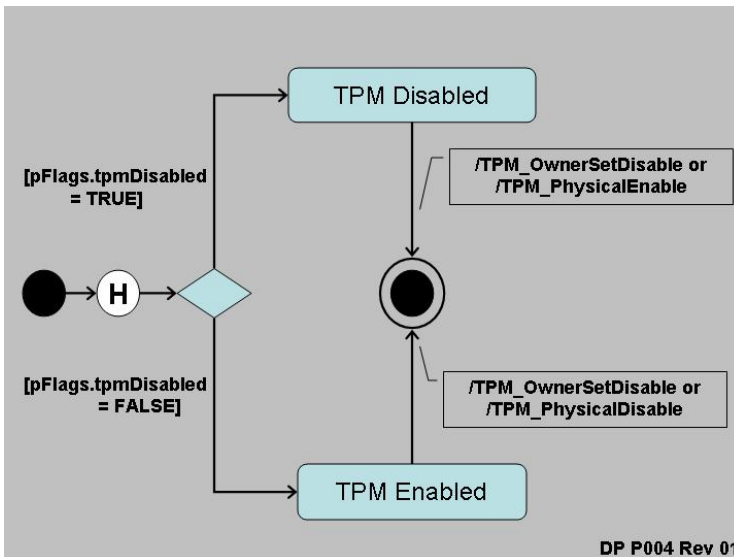 TPM Disabled
[pFlags.tpmDisabled
= TRUE]
/TPM_OwnerSetDisable or
/TPM_PhysicalEnable
H
[pFlags.tpmDisabled
= FALSE]
/TPM_OwnerSetDisable or
/TPM_PhysicalDisable
TPM Enabled
DP P004 Rev 01